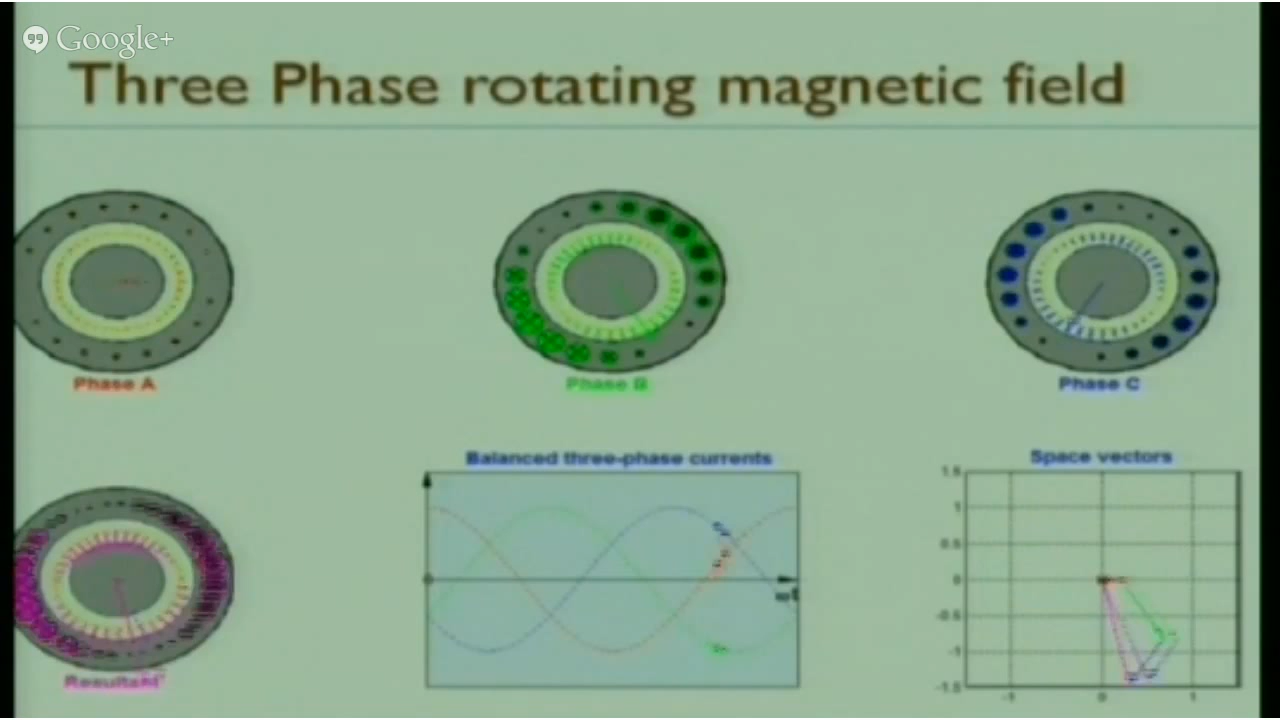 Google+
Three Phase rotating magnetic field
Phase A
Phase B
Phase C
Balanced three-phase currents
Space vectors
1.5
1
0.5
0
-0.5
-1
-1.5
0
-1
0
1
Resultant